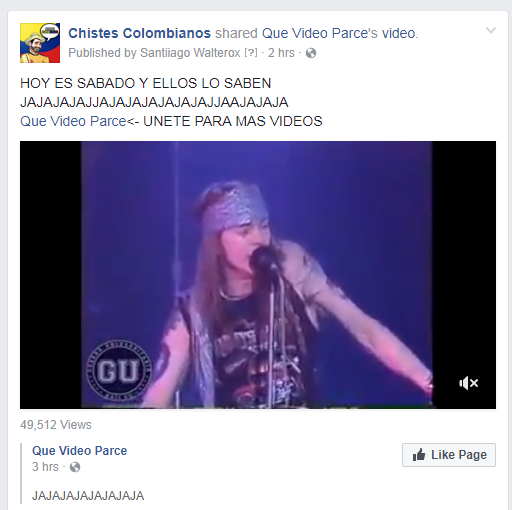 Chistes Colombianos shared Que Video Parce's video.
Published by Santiiago Walterox [?] · 2 hrs ·
HOY ES SABADO Y ELLOS LO SABEN
JAJAJAJAJJAJAJAJAJAJAJAJJAAJAJAJA
Que Video Parce<- UNETE PARA MAS VIDEOS
GU
49,512 Views
Que Video Parce
Like Page
3 hrs ·
JAJAJAJAJAJAJAJA